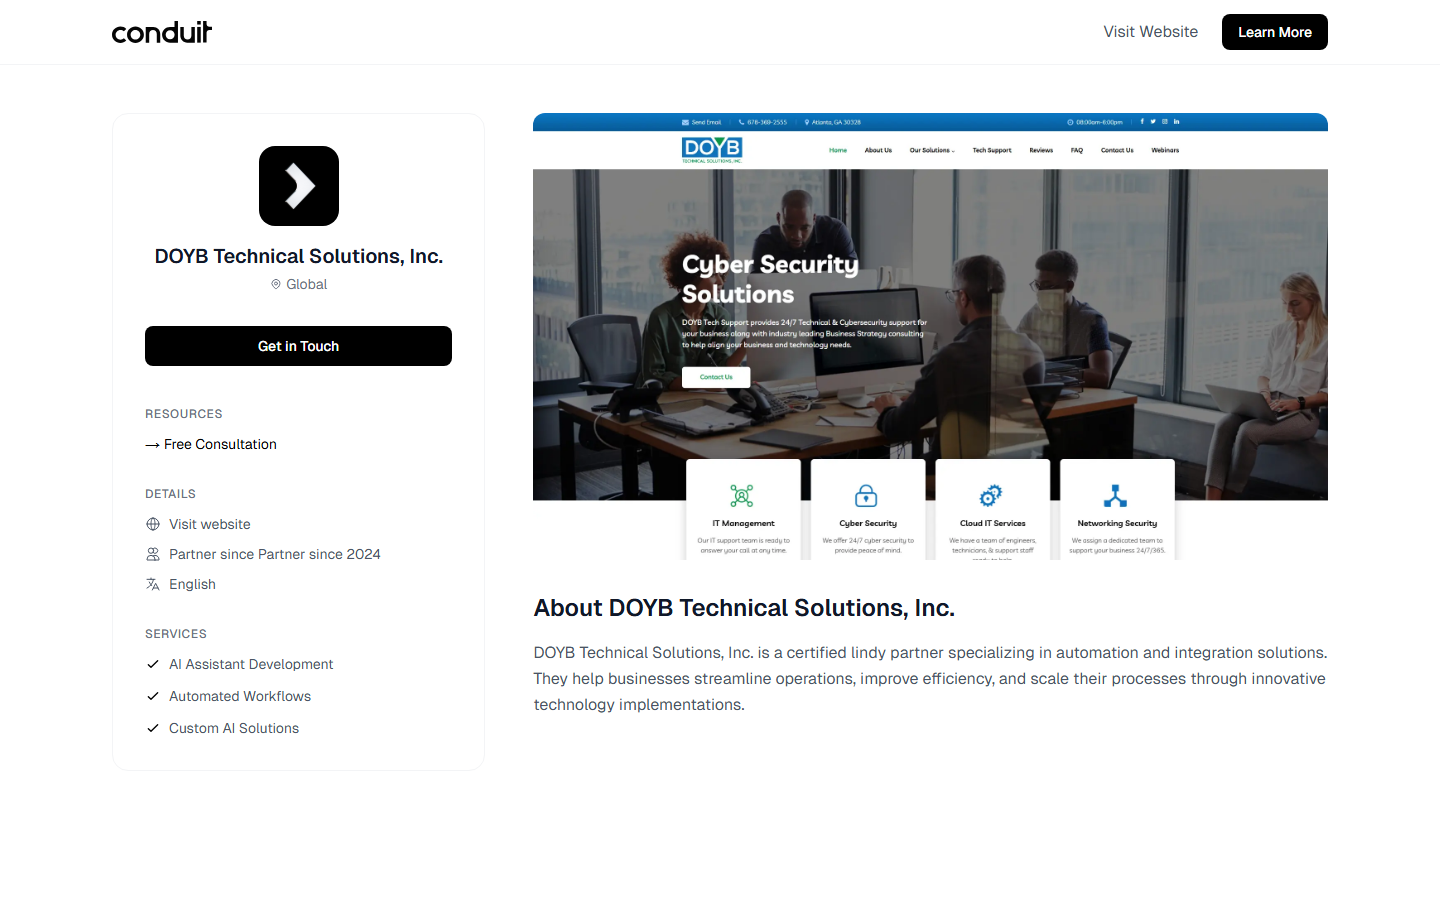 conduit
Visit Website
Learn More
DOYB Technical Solutions, Inc.
Global
Get in Touch
RESOURCES
→ Free Consultation
DETAILS
Visit website
Partner since Partner since 2024
English
SERVICES
AI Assistant Development
Automated Workflows
Custom AI Solutions
Send Email
678-369-2555
Atlanta, GA 30328
08:00am-6:00pm
DOYB
TECHNICAL SOLUTIONS, INC.
Home
About Us
Our Solutions
Tech Support
Reviews
FAQ
Contact Us
Webinars
Cyber Security
Solutions
DOYB Tech Support provides 24/7 Technical & Cybersecurity support for
your business along with industry leading Business Strategy consulting
to help align your business and technology needs.
Contact Us
IT Management
Our IT support team is ready to
answer your call at any time.
Cyber Security
We offer 24/7 cyber security to
provide peace of mind.
Cloud IT Services
We have a team of engineers,
technicians, & support staff
ready to help
Networking Security
We assign a dedicated team to
support your business 24/7/365.
About DOYB Technical Solutions, Inc.
DOYB Technical Solutions, Inc. is a certified lindy partner specializing in automation and integration solutions.
They help businesses streamline operations, improve efficiency, and scale their processes through innovative
technology implementations.